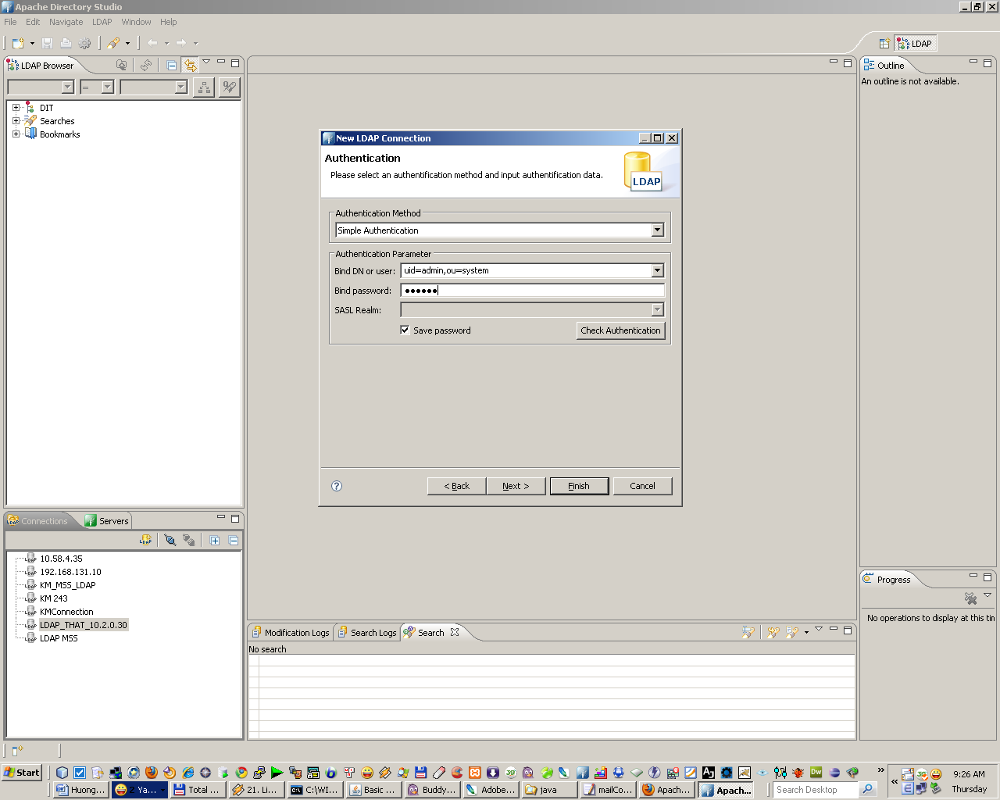 Apache Directory Studio
File Edit Navigate LDAP Window Help
LDAP
LDAP Browser
=
DIT
Searches
Bookmarks
Outline
An outline is not available.
New LDAP Connection
Authentication
Please select an authentification method and input authentification data.
LDAP
Authentication Method
Simple Authentication
Authentication Parameter
Bind DN or user: uid=admin,ou=system
Bind password: ●●●●●●
SASL Realm:
Save password
Check Authentication
< Back
Next >
Finish
Cancel
Connections
Servers
10.58.4.35
192.168.131.10
KM_MSS_LDAP
KM 243
KMConnection
LDAP_THAT_10.2.0.30
LDAP MSS
Modification Logs
Search Logs
Search
No search
Progress
No operations to display at this tin
Start
9:26 AM
Huong...
2 Ya...
Total ...
21. Li...
C:\WI...
Basic ...
Buddy...
Adobe...
java
mailCo...
Apach...
Apach...
Search Desktop
Thursday